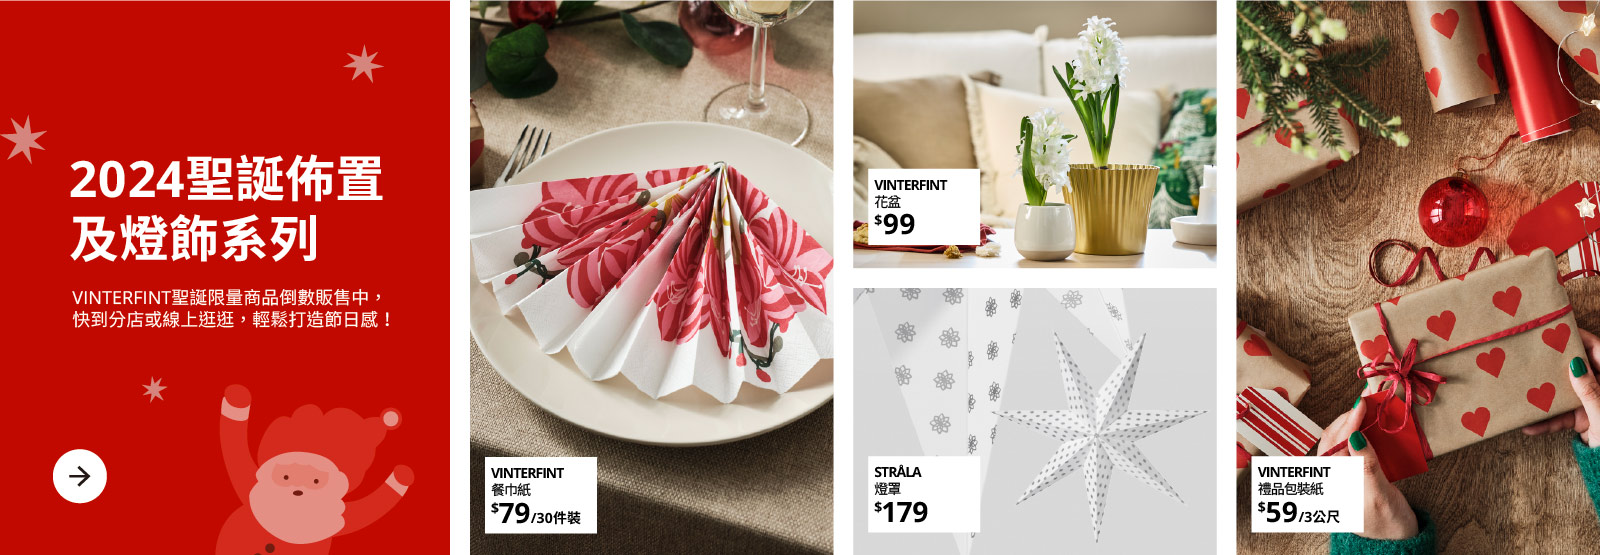 2024聖誕佈置
及燈飾系列
VINTERFINT聖誕限量商品倒數販售中，
快到分店或線上逛逛，輕鬆打造節日感！
VINTERFINT
餐巾紙
$79/30件裝
VINTERFINT
花盆
$99
STRÅLA
燈罩
$179
VINTERFINT
禮品包裝紙
$59/3公尺